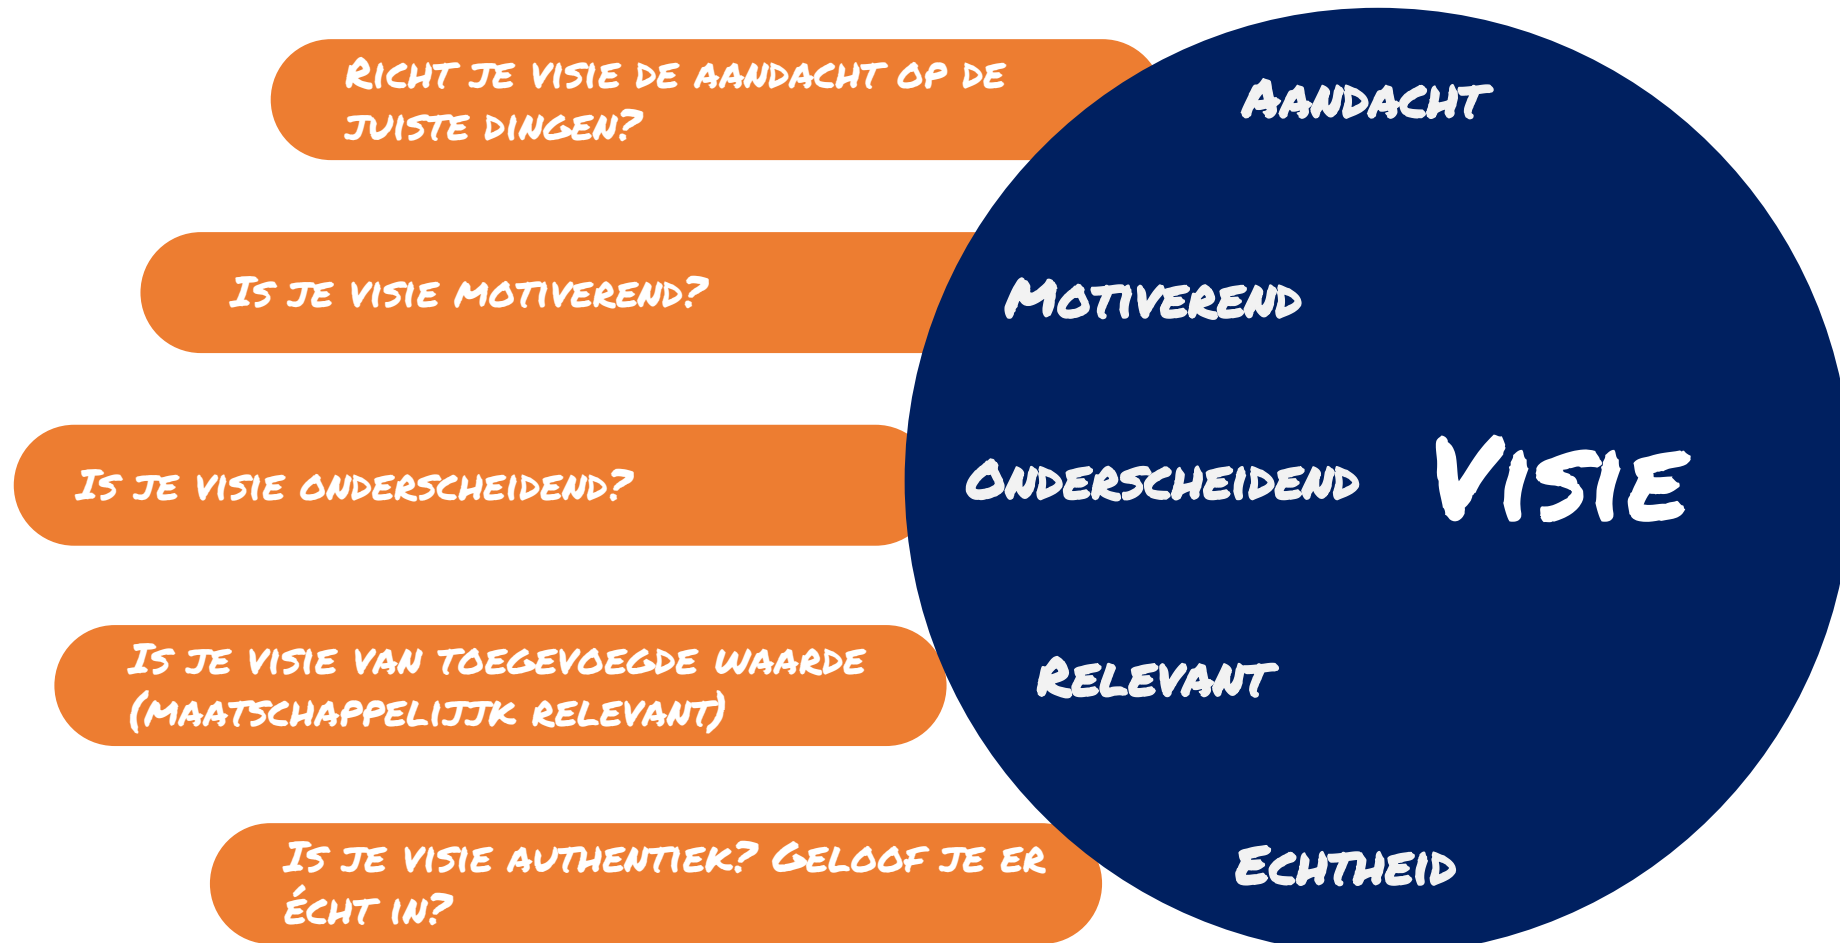 Richt je visie de aandacht op de
juiste dingen?
Aandacht
Is je visie motiverend?
Motiverend
Is je visie onderscheidend?
Onderscheidend
Visie
Is je visie van toegevoegde waarde
(maatschappelijjk relevant)
Relevant
Is je visie authentiek? Geloof je er
écht in?
Echtheid